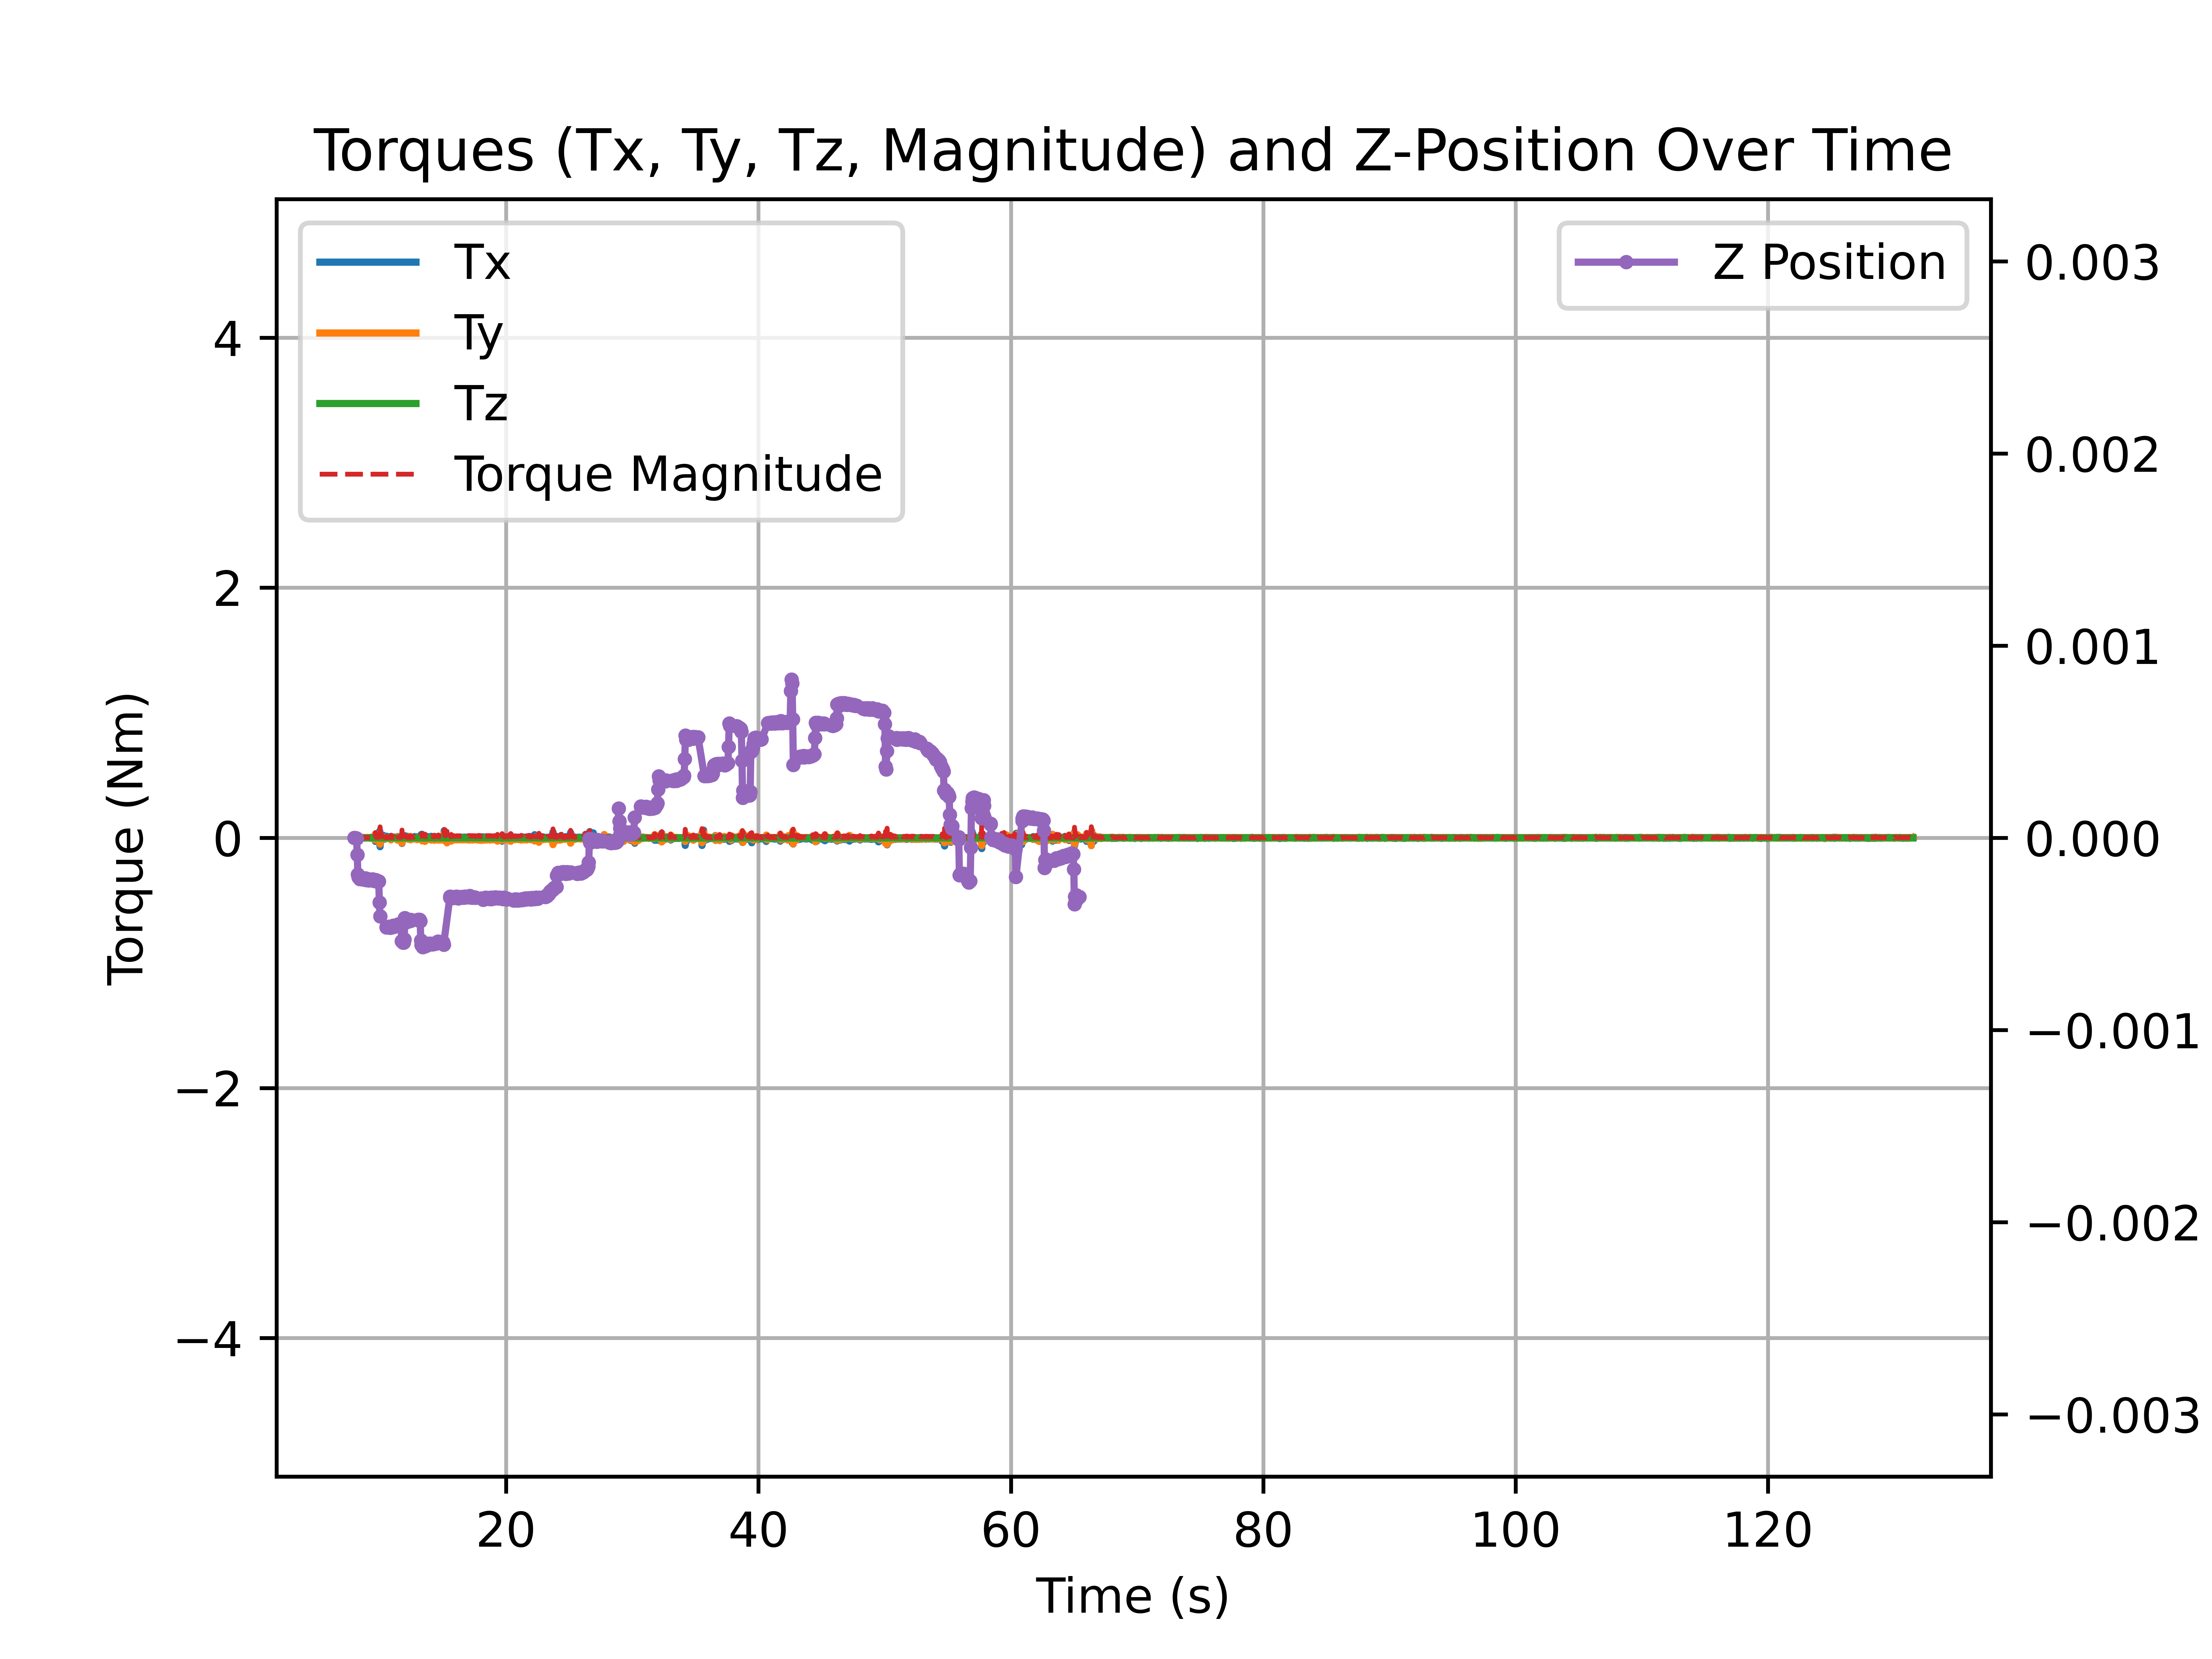 Torques (Tx, Ty, Tz, Magnitude) and Z-Position Over Time
Tx
Ty
Tz
Torque Magnitude
Z Position
Torque (Nm)
4
2
0
−2
−4
0.003
0.002
0.001
0.000
−0.001
−0.002
−0.003
20 40 60 80 100 120
Time (s)